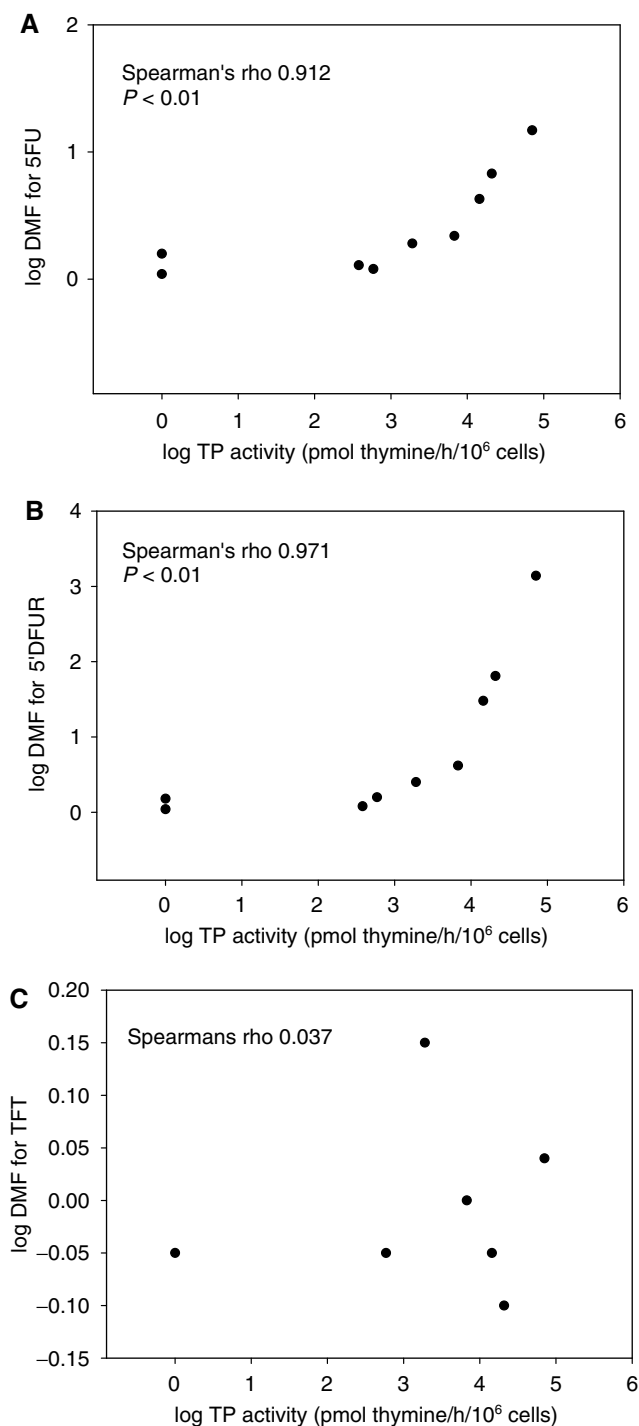 A
2
1
0
Spearman's rho 0.912
P < 0.01
log DMF for 5FU
0 1 2 3 4 5 6
log TP activity (pmol thymine/h/10⁶ cells)
B
4
3
2
1
0
Spearman's rho 0.971
P < 0.01
log DMF for 5'DFUR
0 1 2 3 4 5 6
log TP activity (pmol thymine/h/10⁶ cells)
C
0.20
0.15
0.10
0.05
0.00
−0.05
−0.10
−0.15
Spearmans rho 0.037
log DMF for TFT
0 1 2 3 4 5 6
log TP activity (pmol thymine/h/10⁶ cells)